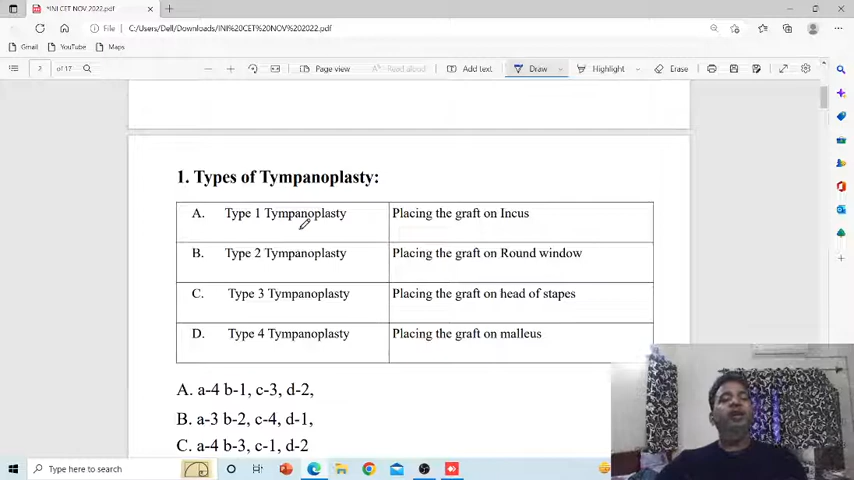 *INI CET NOV 2022.pdf
File
C:/Users/Dell/Downloads/INI%20CET%20NOV%202022.pdf
Gmail YouTube Maps
2 of 17 Page view Read aloud Add text Draw Highlight Erase
1. Types of Tympanoplasty:
A. Type 1 Tympanoplasty Placing the graft on Incus
B. Type 2 Tympanoplasty Placing the graft on Round window
C. Type 3 Tympanoplasty Placing the graft on head of stapes
D. Type 4 Tympanoplasty Placing the graft on malleus
A. a-4 b-1, c-3, d-2,
B. a-3 b-2, c-4, d-1,
C. a-4 b-3, c-1, d-2
Type here to search